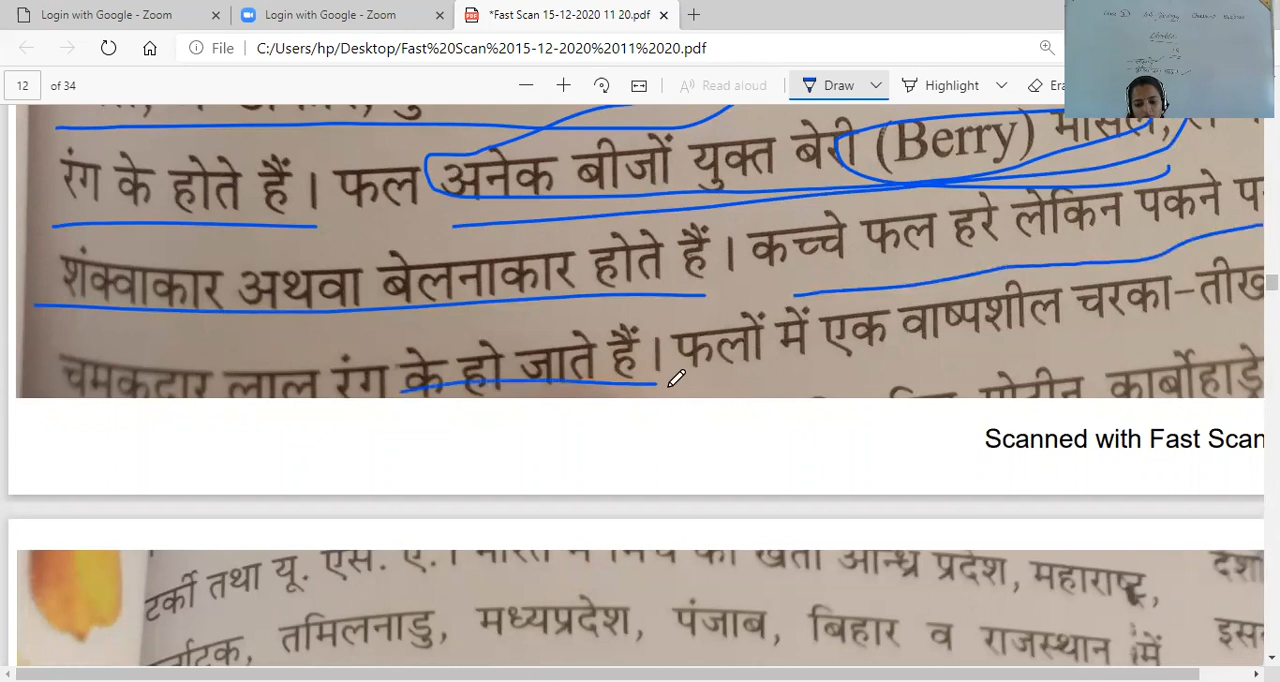 Login with Google - Zoom
Login with Google - Zoom
*Fast Scan 15-12-2020 11 20.pdf
File
C:/Users/hp/Desktop/Fast%20Scan%2015-12-2020%2011%2020.pdf
12 of 34
Read aloud
Draw
Highlight
Era
रंग के होते हैं। फल अनेक बीजों युक्त बेरी (Berry) मांसल,
शंक्वाकार अथवा बेलनाकार होते हैं। कच्चे फल हरे लेकिन पकने
चमकदार लाल रंग के हो जाते हैं। फलों में एक वाष्पशील चरका-तीख
प्रोटीन कार्बोहाड्रे
Scanned with Fast Scan
टर्की तथा यू. एस. ए.। भारत में मिर्च की खेती आन्ध्र प्रदेश, महाराष्ट्र,
तमिलनाडु, मध्यप्रदेश, पंजाब, बिहार व राजस्थान में
इस